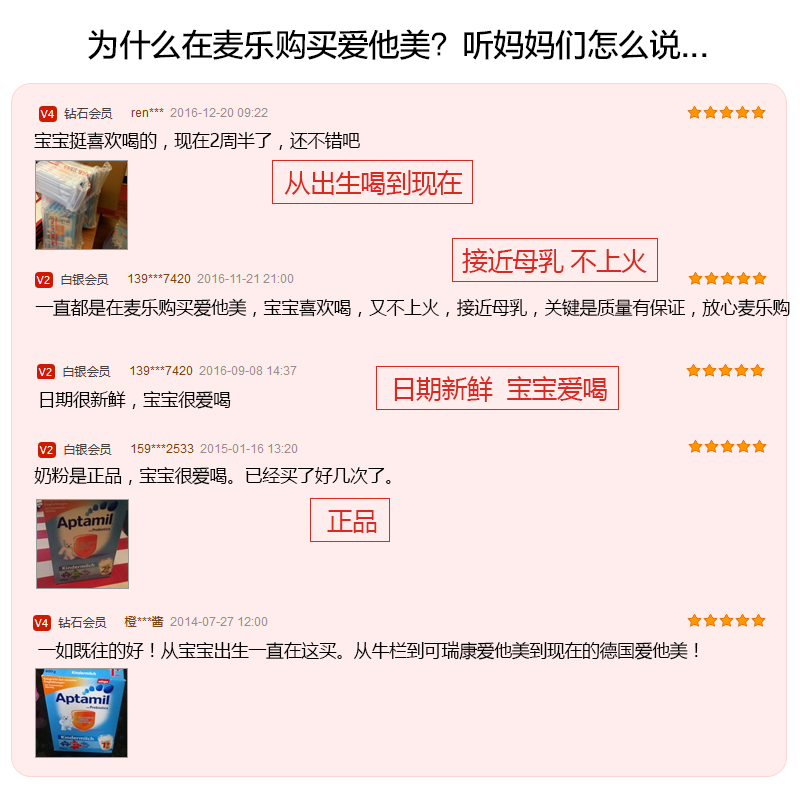 为什么在麦乐购买爱他美？听妈妈们怎么说...
V4 钻石会员 ren*** 2016-12-20 09:22
宝宝挺喜欢喝的，现在2周半了，还不错吧
从出生喝到现在
接近母乳 不上火
V2 白银会员 139***7420 2016-11-21 21:00
一直都是在麦乐购买爱他美，宝宝喜欢喝，又不上火，接近母乳，关键是质量有保证，放心麦乐购
V2 白银会员 139***7420 2016-09-08 14:37
日期很新鲜，宝宝很爱喝
日期新鲜 宝宝爱喝
V2 白银会员 159***2533 2015-01-16 13:20
奶粉是正品，宝宝很爱喝。已经买了好几次了。
正品
Aptamil
Kindermilch
V4 钻石会员 橙***酱 2014-07-27 12:00
一如既往的好！从宝宝出生一直在这买。从牛栏到可瑞康爱他美到现在的德国爱他美！
Kindermilch
Aptamil
Kindermilch